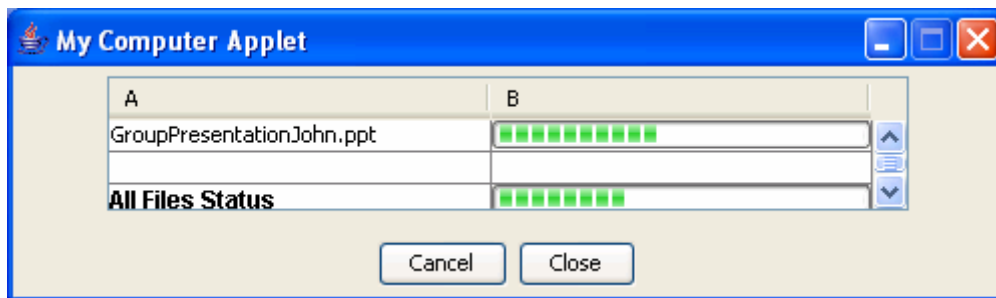 My Computer Applet
A B
GroupPresentationJohn.ppt
All Files Status
Cancel Close